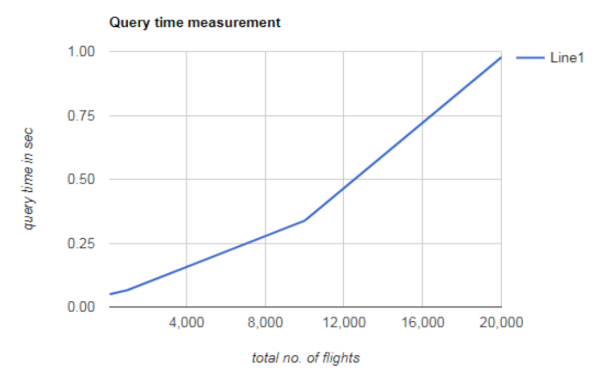 Query time measurement
1.00
Line1
0.75
0.50
0.25
0.00
query time in sec
4,000 8,000 12,000 16,000 20,000
total no. of flights